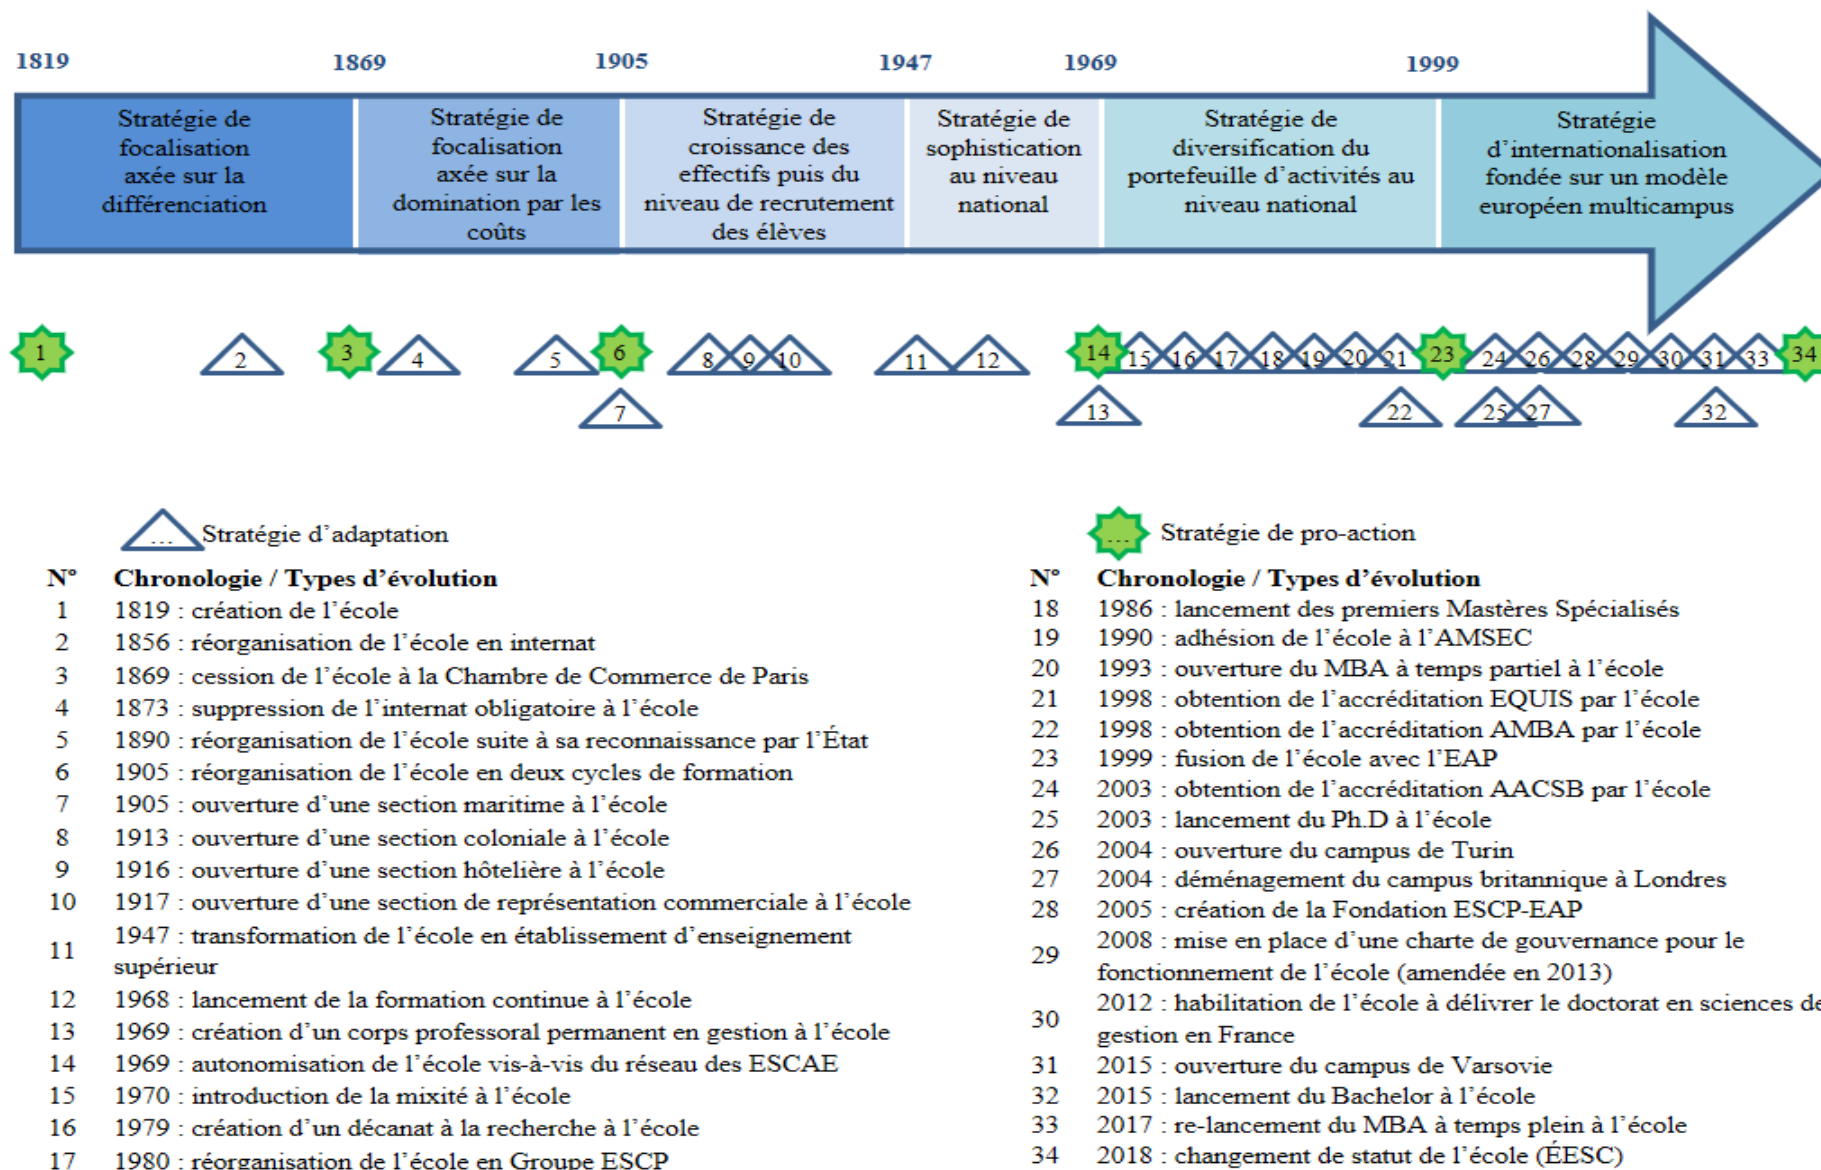 1819 1869 1905 1947 1969 1999
Stratégie de
focalisation
axée sur la
différenciation
Stratégie de
focalisation
axée sur la
domination par les
coûts
Stratégie de
croissance des
effectifs puis du
niveau de recrutement
des élèves
Stratégie de
sophistication
au niveau
national
Stratégie de
diversification du
portefeuille d’activités au
niveau national
Stratégie
d’internationalisation
fondée sur un modèle
européen multicampus
1 2 3 4 5 6 8 9 10 11 12 14 15 16 17 18 19 20 21 23 24 26 28 29 30 31 33 34
7 13 22 25 27 32
... Stratégie d’adaptation
N° Chronologie / Types d’évolution
1 1819 : création de l’école
2 1856 : réorganisation de l’école en internat
3 1869 : cession de l’école à la Chambre de Commerce de Paris
4 1873 : suppression de l’internat obligatoire à l’école
5 1890 : réorganisation de l’école suite à sa reconnaissance par l’État
6 1905 : réorganisation de l’école en deux cycles de formation
7 1905 : ouverture d’une section maritime à l’école
8 1913 : ouverture d’une section coloniale à l’école
9 1916 : ouverture d’une section hôtelière à l’école
10 1917 : ouverture d’une section de représentation commerciale à l’école
11 1947 : transformation de l’école en établissement d’enseignement
supérieur
12 1968 : lancement de la formation continue à l’école
13 1969 : création d’un corps professoral permanent en gestion à l’école
14 1969 : autonomisation de l’école vis-à-vis du réseau des ESCAE
15 1970 : introduction de la mixité à l’école
16 1979 : création d’un décanat à la recherche à l’école
17 1980 : réorganisation de l’école en Groupe ESCP
... Stratégie de pro-action
N° Chronologie / Types d’évolution
18 1986 : lancement des premiers Mastères Spécialisés
19 1990 : adhésion de l’école à l’AMSEC
20 1993 : ouverture du MBA à temps partiel à l’école
21 1998 : obtention de l’accréditation EQUIS par l’école
22 1998 : obtention de l’accréditation AMBA par l’école
23 1999 : fusion de l’école avec l’EAP
24 2003 : obtention de l’accréditation AACSB par l’école
25 2003 : lancement du Ph.D à l’école
26 2004 : ouverture du campus de Turin
27 2004 : déménagement du campus britannique à Londres
28 2005 : création de la Fondation ESCP-EAP
29 2008 : mise en place d’une charte de gouvernance pour le
fonctionnement de l’école (amendée en 2013)
30 2012 : habilitation de l’école à délivrer le doctorat en sciences de
gestion en France
31 2015 : ouverture du campus de Varsovie
32 2015 : lancement du Bachelor à l’école
33 2017 : re-lancement du MBA à temps plein à l’école
34 2018 : changement de statut de l’école (ÉESC)